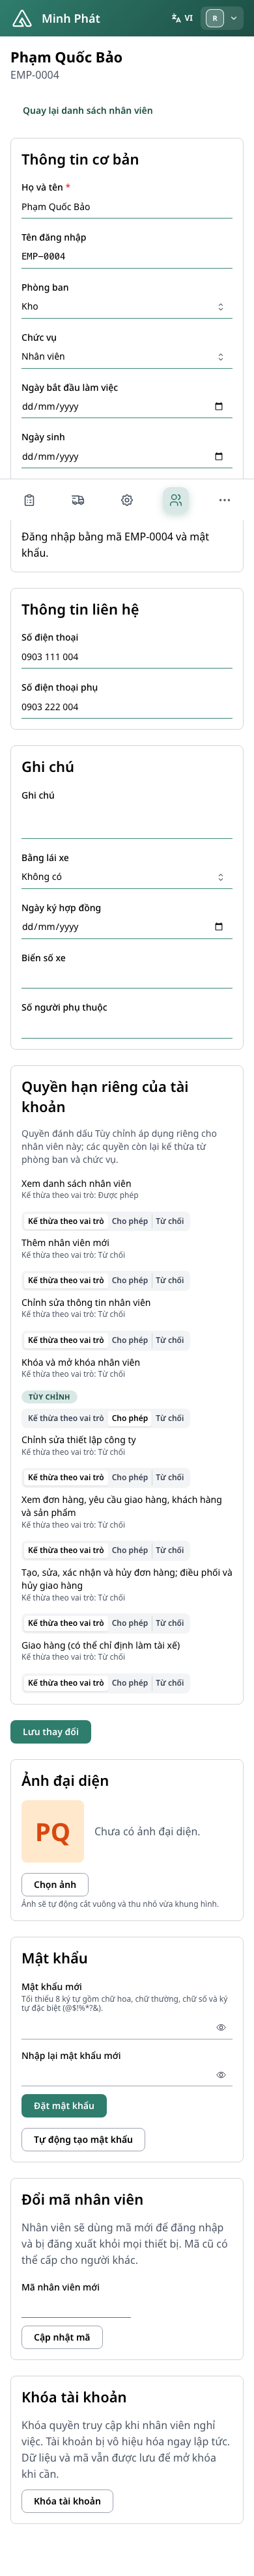 Minh Phát
VI
R
Phạm Quốc Bảo
EMP-0004
Quay lại danh sách nhân viên
Thông tin cơ bản
Họ và tên *
Phạm Quốc Bảo
Tên đăng nhập
EMP-0004
Phòng ban
Kho
Chức vụ
Nhân viên
Ngày bắt đầu làm việc
dd/mm/yyyy
Ngày sinh
dd/mm/yyyy
Đăng nhập bằng mã EMP-0004 và mật
khẩu.
Thông tin liên hệ
Số điện thoại
0903 111 004
Số điện thoại phụ
0903 222 004
Ghi chú
Ghi chú
Bằng lái xe
Không có
Ngày ký hợp đồng
dd/mm/yyyy
Biển số xe
Số người phụ thuộc
Quyền hạn riêng của tài
khoản
Quyền đánh dấu Tùy chỉnh áp dụng riêng cho
nhân viên này; các quyền còn lại kế thừa từ
phòng ban và chức vụ.
Xem danh sách nhân viên
Kế thừa theo vai trò: Được phép
Kế thừa theo vai trò Cho phép Từ chối
Thêm nhân viên mới
Kế thừa theo vai trò: Từ chối
Kế thừa theo vai trò Cho phép Từ chối
Chỉnh sửa thông tin nhân viên
Kế thừa theo vai trò: Từ chối
Kế thừa theo vai trò Cho phép Từ chối
Khóa và mở khóa nhân viên
Kế thừa theo vai trò: Từ chối
TÙY CHỈNH
Kế thừa theo vai trò Cho phép Từ chối
Chỉnh sửa thiết lập công ty
Kế thừa theo vai trò: Từ chối
Kế thừa theo vai trò Cho phép Từ chối
Xem đơn hàng, yêu cầu giao hàng, khách hàng
và sản phẩm
Kế thừa theo vai trò: Từ chối
Kế thừa theo vai trò Cho phép Từ chối
Tạo, sửa, xác nhận và hủy đơn hàng; điều phối và
hủy giao hàng
Kế thừa theo vai trò: Từ chối
Kế thừa theo vai trò Cho phép Từ chối
Giao hàng (có thể chỉ định làm tài xế)
Kế thừa theo vai trò: Từ chối
Kế thừa theo vai trò Cho phép Từ chối
Lưu thay đổi
Ảnh đại diện
PQ
Chưa có ảnh đại diện.
Chọn ảnh
Ảnh sẽ tự động cắt vuông và thu nhỏ vừa khung hình.
Mật khẩu
Mật khẩu mới
Tối thiểu 8 ký tự gồm chữ hoa, chữ thường, chữ số và ký
tự đặc biệt (@$!%*?&).
Nhập lại mật khẩu mới
Đặt mật khẩu
Tự động tạo mật khẩu
Đổi mã nhân viên
Nhân viên sẽ dùng mã mới để đăng nhập
và bị đăng xuất khỏi mọi thiết bị. Mã cũ có
thể cấp cho người khác.
Mã nhân viên mới
Cập nhật mã
Khóa tài khoản
Khóa quyền truy cập khi nhân viên nghỉ
việc. Tài khoản bị vô hiệu hóa ngay lập tức.
Dữ liệu và mã vẫn được lưu để mở khóa
khi cần.
Khóa tài khoản